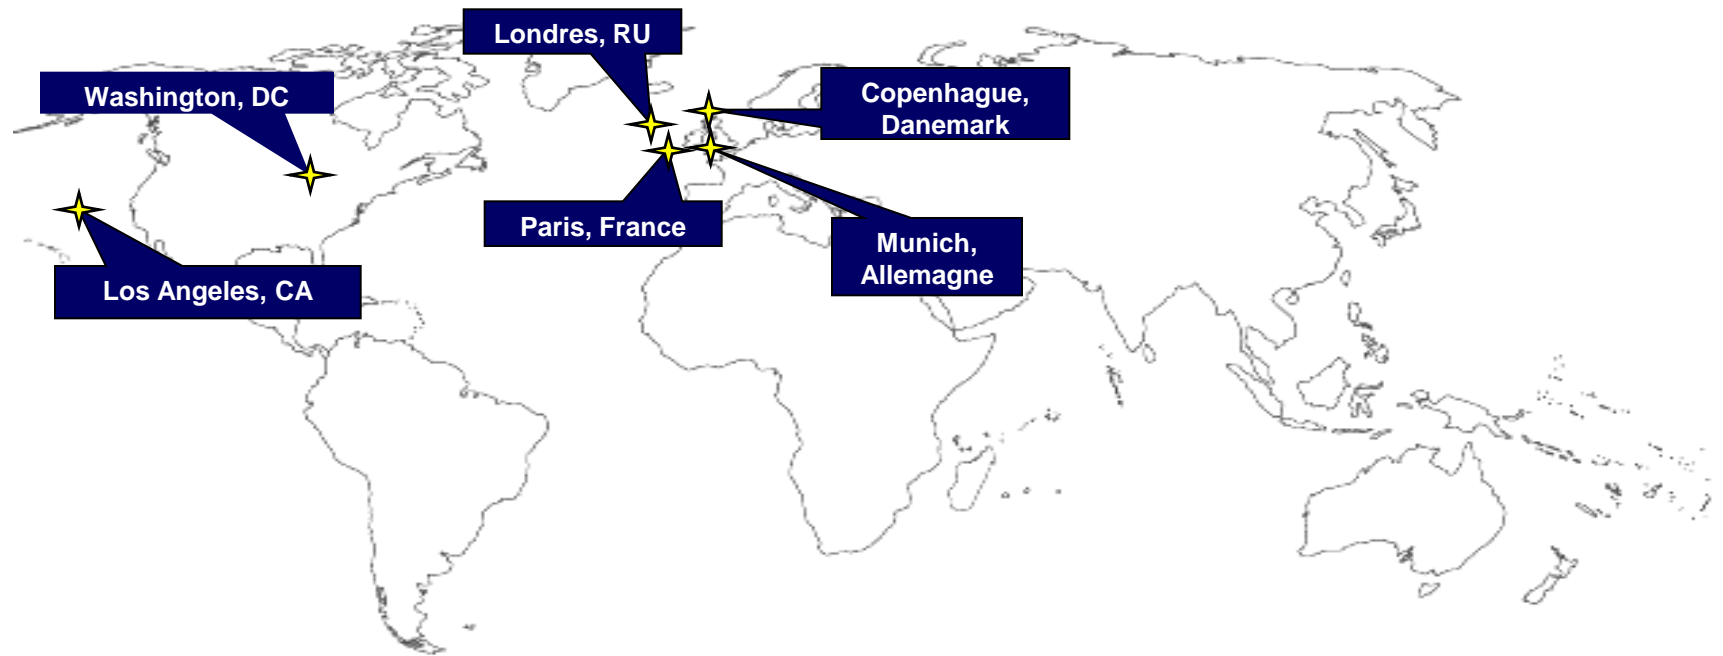 Londres, RU
Washington, DC
Copenhague,
Danemark
Paris, France
Munich,
Allemagne
Los Angeles, CA